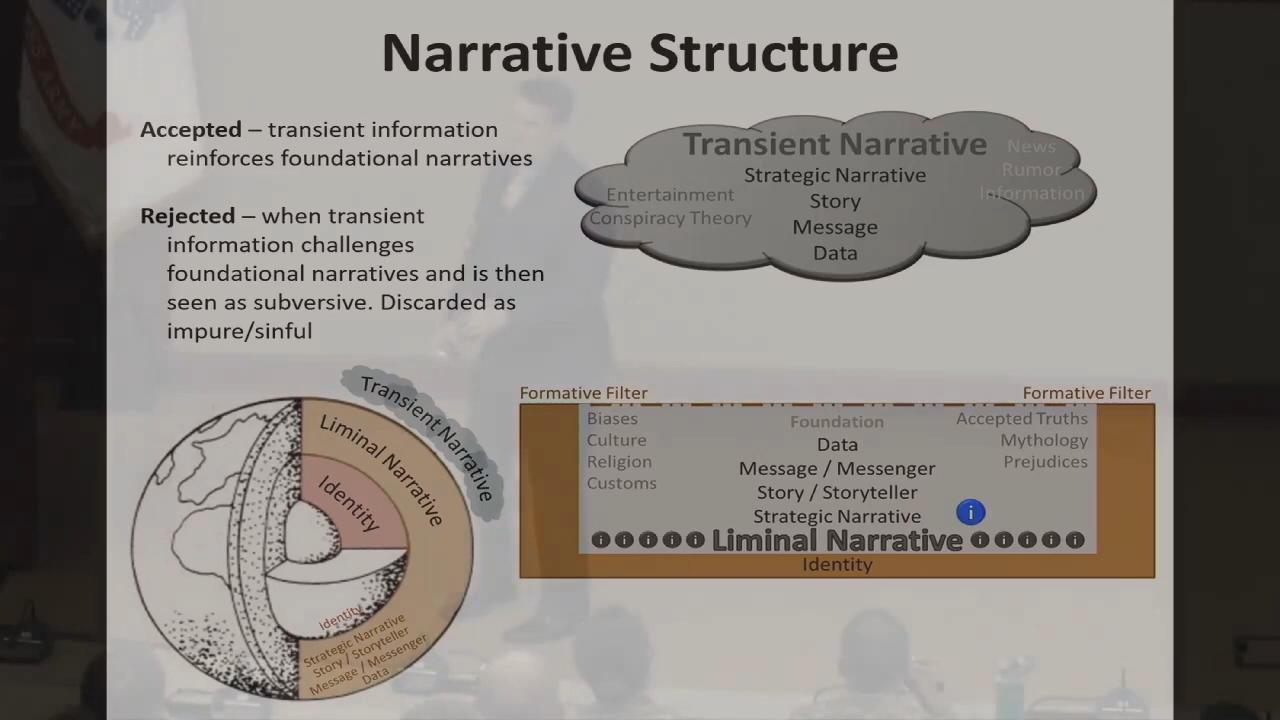 Narrative Structure
Accepted – transient information
reinforces foundational narratives
Rejected – when transient
information challenges
foundational narratives and is then
seen as subversive. Discarded as
impure/sinful
Transient Narrative
Strategic Narrative
Story
Message
Data
Entertainment
Conspiracy Theory
News
Rumor
Information
Transient Narrative
Liminal Narrative
Identity
Identity
Strategic Narrative
Story / Storyteller
Message / Messenger
Data
Formative Filter
Formative Filter
Biases
Culture
Religion
Customs
Foundation
Data
Message / Messenger
Story / Storyteller
Strategic Narrative
Accepted Truths
Mythology
Prejudices
i
i i i i i Liminal Narrative i i i i i
Identity
ARMY